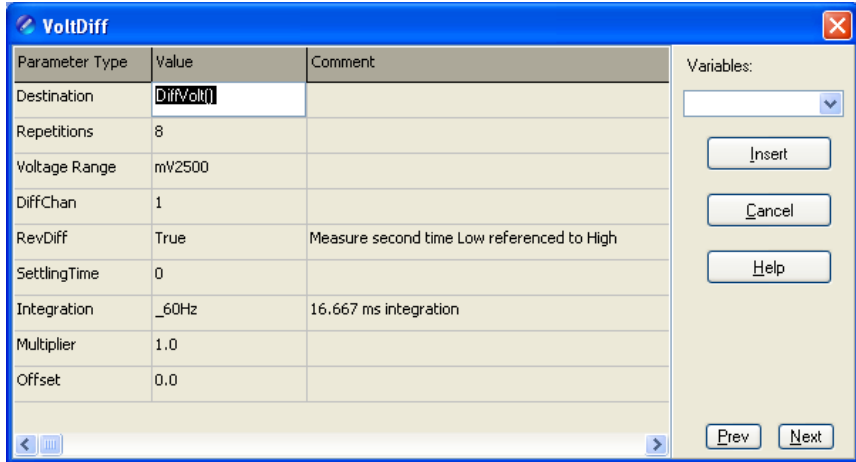 VoltDiff
Parameter Type Value Comment
Destination DiffVolt()
Repetitions 8
Voltage Range mV2500
DiffChan 1
RevDiff True Measure second time Low referenced to High
SettlingTime 0
Integration _60Hz 16.667 ms integration
Multiplier 1.0
Offset 0.0
Variables:
Insert
Cancel
Help
Prev Next